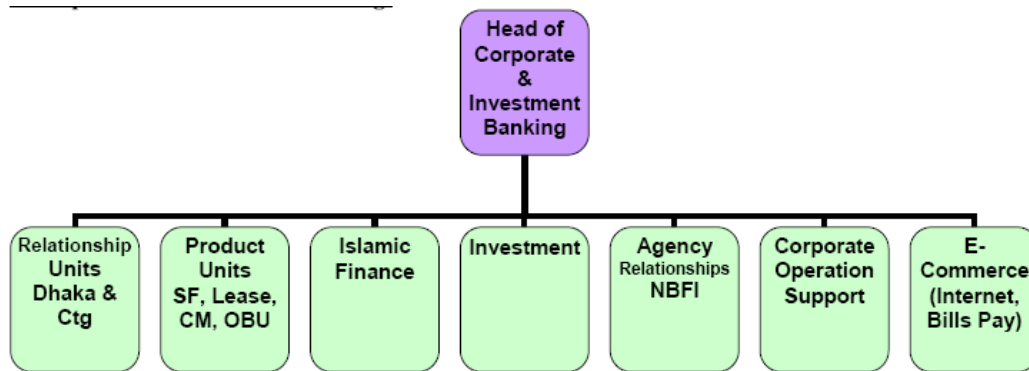 Head of
Corporate
&
Investment
Banking
Relationship
Units
Dhaka &
Ctg
Product
Units
SF, Lease,
CM, OBU
Islamic
Finance
Investment
Agency
Relationships
NBFI
Corporate
Operation
Support
E-
Commerce
(Internet,
Bills Pay)